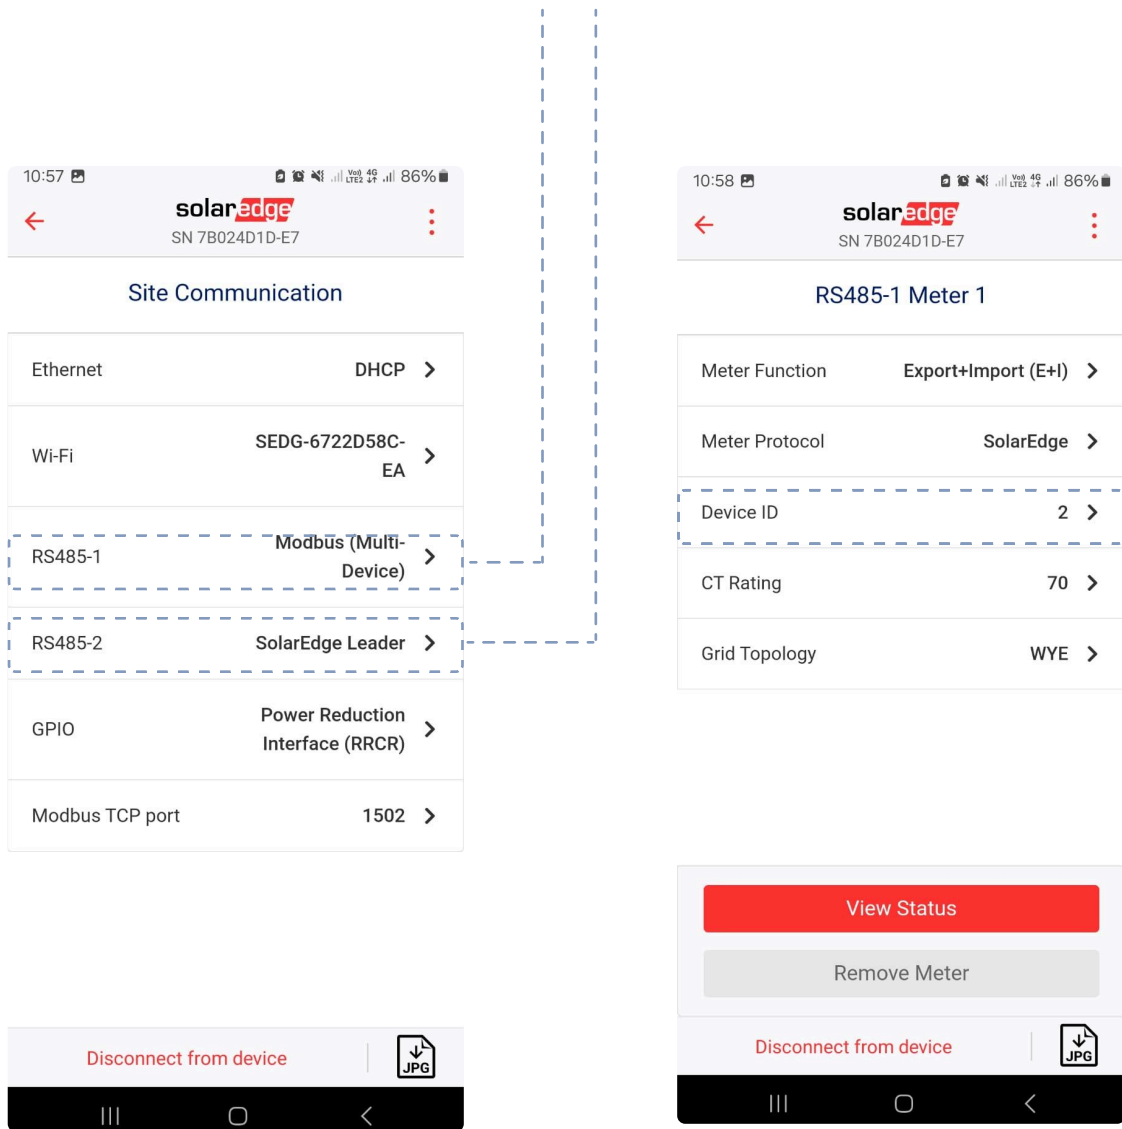 10:57 VoD 4G LTE2 86%
solaredge
SN 7B024D1D-E7
Site Communication
Ethernet DHCP
Wi-Fi SEDG-6722D58C-
EA
RS485-1 Modbus (Multi-
Device)
RS485-2 SolarEdge Leader
GPIO Power Reduction
Interface (RRCR)
Modbus TCP port 1502
Disconnect from device JPG
10:58 86%
solaredge
SN 7B024D1D-E7
RS485-1 Meter 1
Meter Function Export+Import (E+I)
Meter Protocol SolarEdge
Device ID 2
CT Rating 70
Grid Topology WYE
View Status
Remove Meter
Disconnect from device JPG